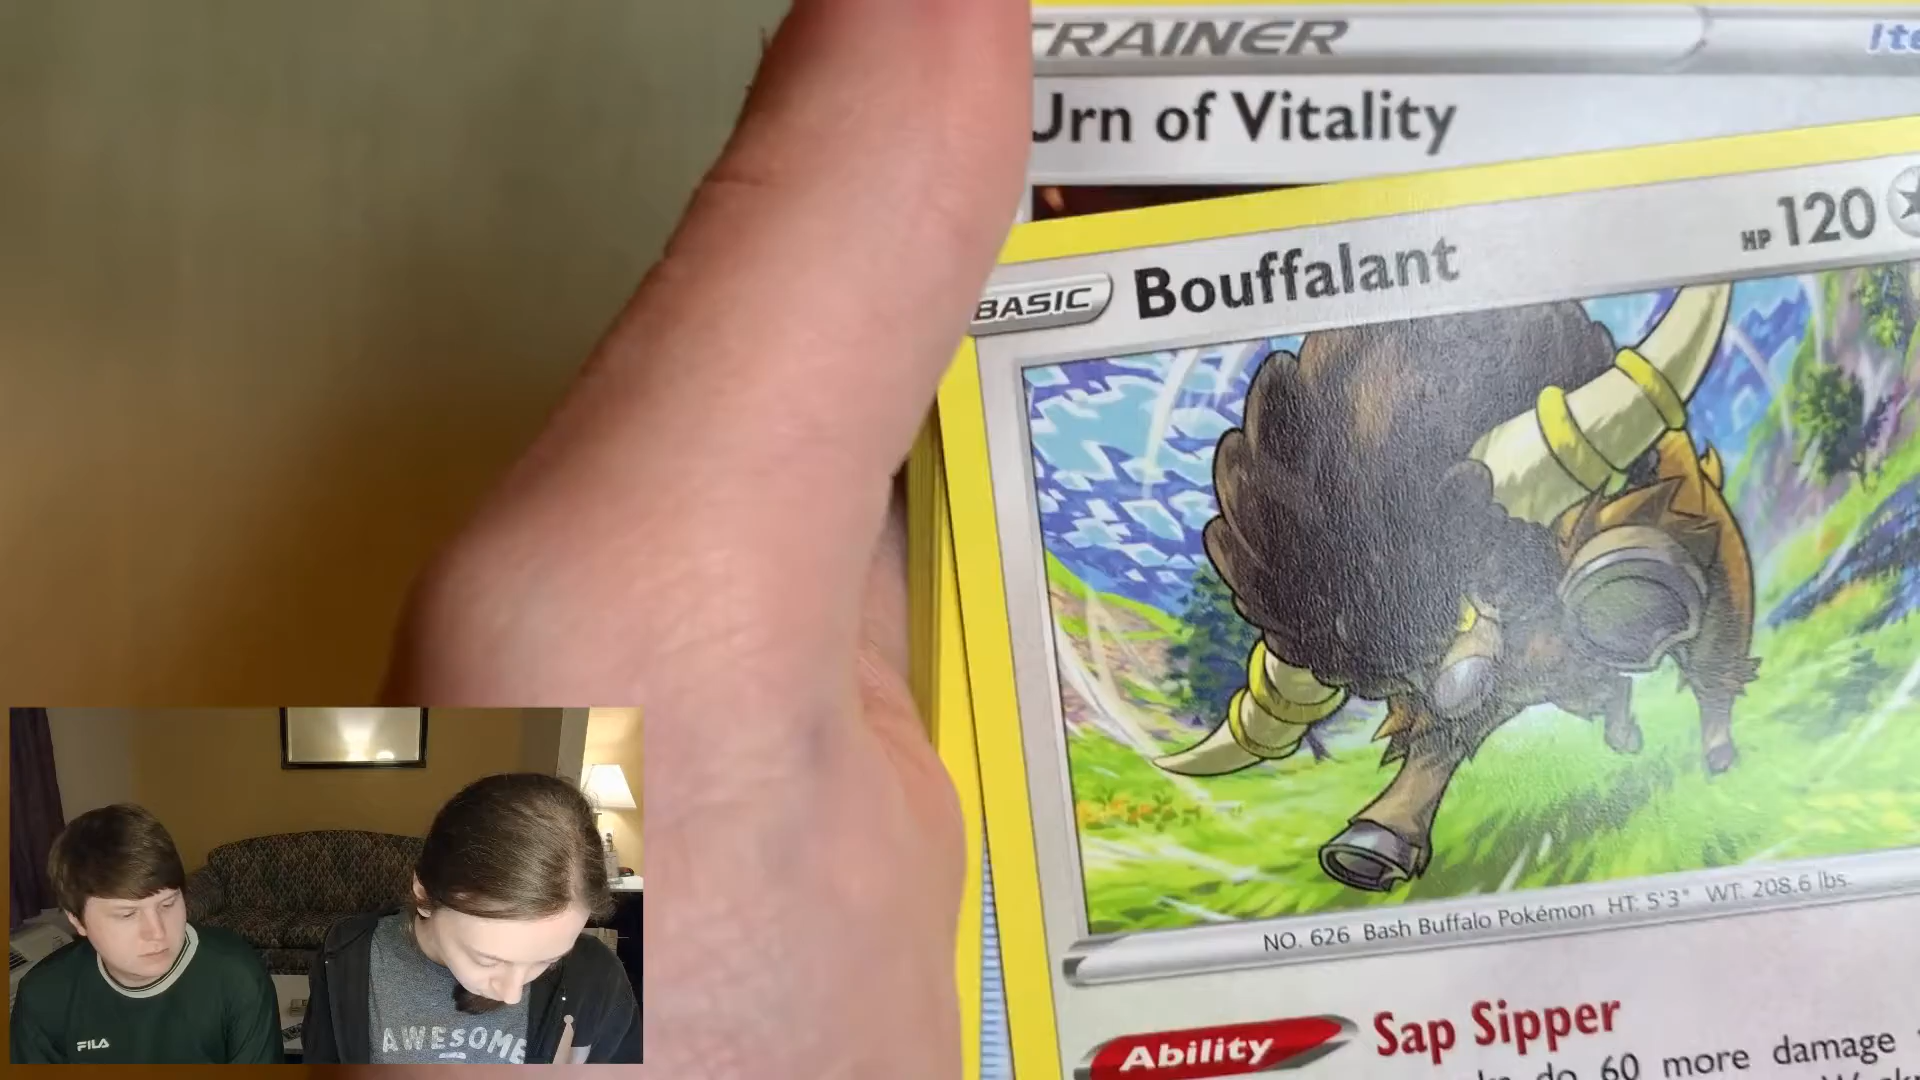 TRAINER
Ite
Urn of Vitality
BASIC Bouffalant HP 120
NO. 626 Bash Buffalo Pokémon HT: 5'3" WT: 208.6 lbs.
Ability Sap Sipper
do 60 more damage
FILA
AWESOME